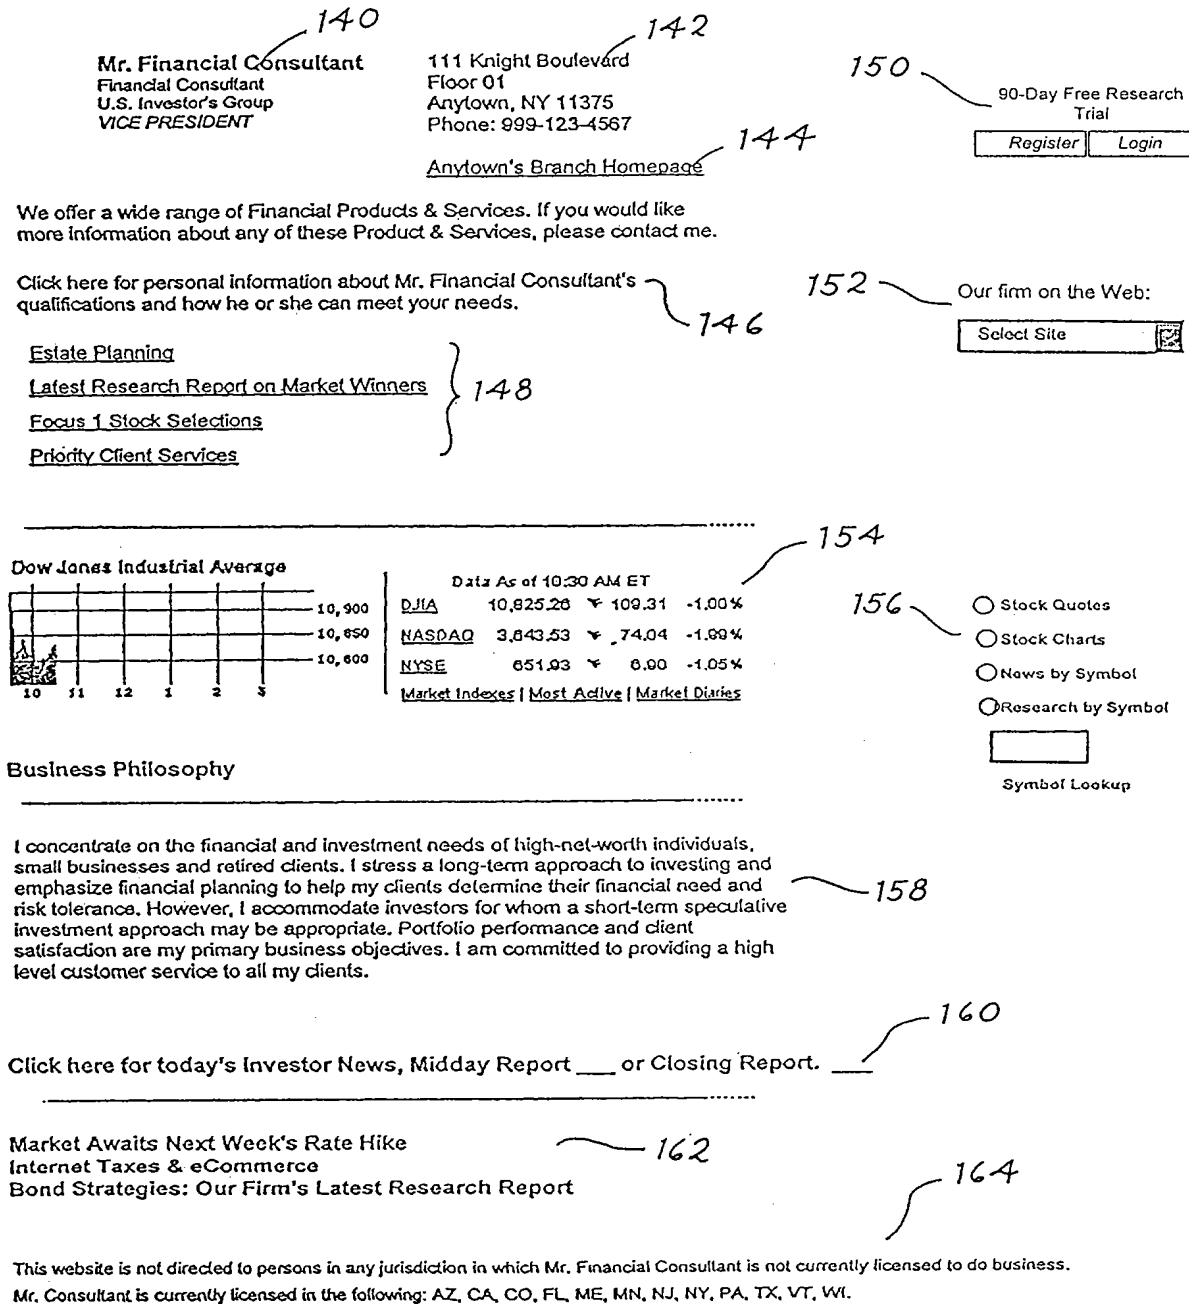 140
142
Mr. Financial Consultant
Financial Consultant
U.S. Investor's Group
VICE PRESIDENT
111 Knight Boulevard
Floor 01
Anytown, NY 11375
Phone: 999-123-4567
144
Anytown's Branch Homepage
150
90-Day Free Research
Trial
Register Login
We offer a wide range of Financial Products & Services. If you would like
more information about any of these Product & Services, please contact me.
Click here for personal information about Mr. Financial Consultant's
qualifications and how he or she can meet your needs.
146
152
Our firm on the Web:
Select Site
Estate Planning
Latest Research Report on Market Winners
Focus 1 Stock Selections
Priority Client Services
148
154
Dow Jones Industrial Average
10,900
10,850
10,800
10 11 12 1 2 3
Data As of 10:30 AM ET
DJIA 10,825.26 109.31 -1.00%
NASDAQ 3,643.53 74.04 -1.99%
NYSE 651.93 6.90 -1.05%
Market Indexes | Most Active | Market Diaries
156
Stock Quotes
Stock Charts
News by Symbol
Research by Symbol
Symbol Lookup
Business Philosophy
I concentrate on the financial and investment needs of high-net-worth individuals,
small businesses and retired clients. I stress a long-term approach to investing and
emphasize financial planning to help my clients determine their financial need and
risk tolerance. However, I accommodate investors for whom a short-term speculative
investment approach may be appropriate. Portfolio performance and client
satisfaction are my primary business objectives. I am committed to providing a high
level customer service to all my clients.
158
160
Click here for today's Investor News, Midday Report ___ or Closing Report. ___
Market Awaits Next Week's Rate Hike
Internet Taxes & eCommerce
Bond Strategies: Our Firm's Latest Research Report
162
164
This website is not directed to persons in any jurisdiction in which Mr. Financial Consultant is not currently licensed to do business.
Mr. Consultant is currently licensed in the following: AZ, CA, CO, FL, ME, MN, NJ, NY, PA, TX, VT, WI.